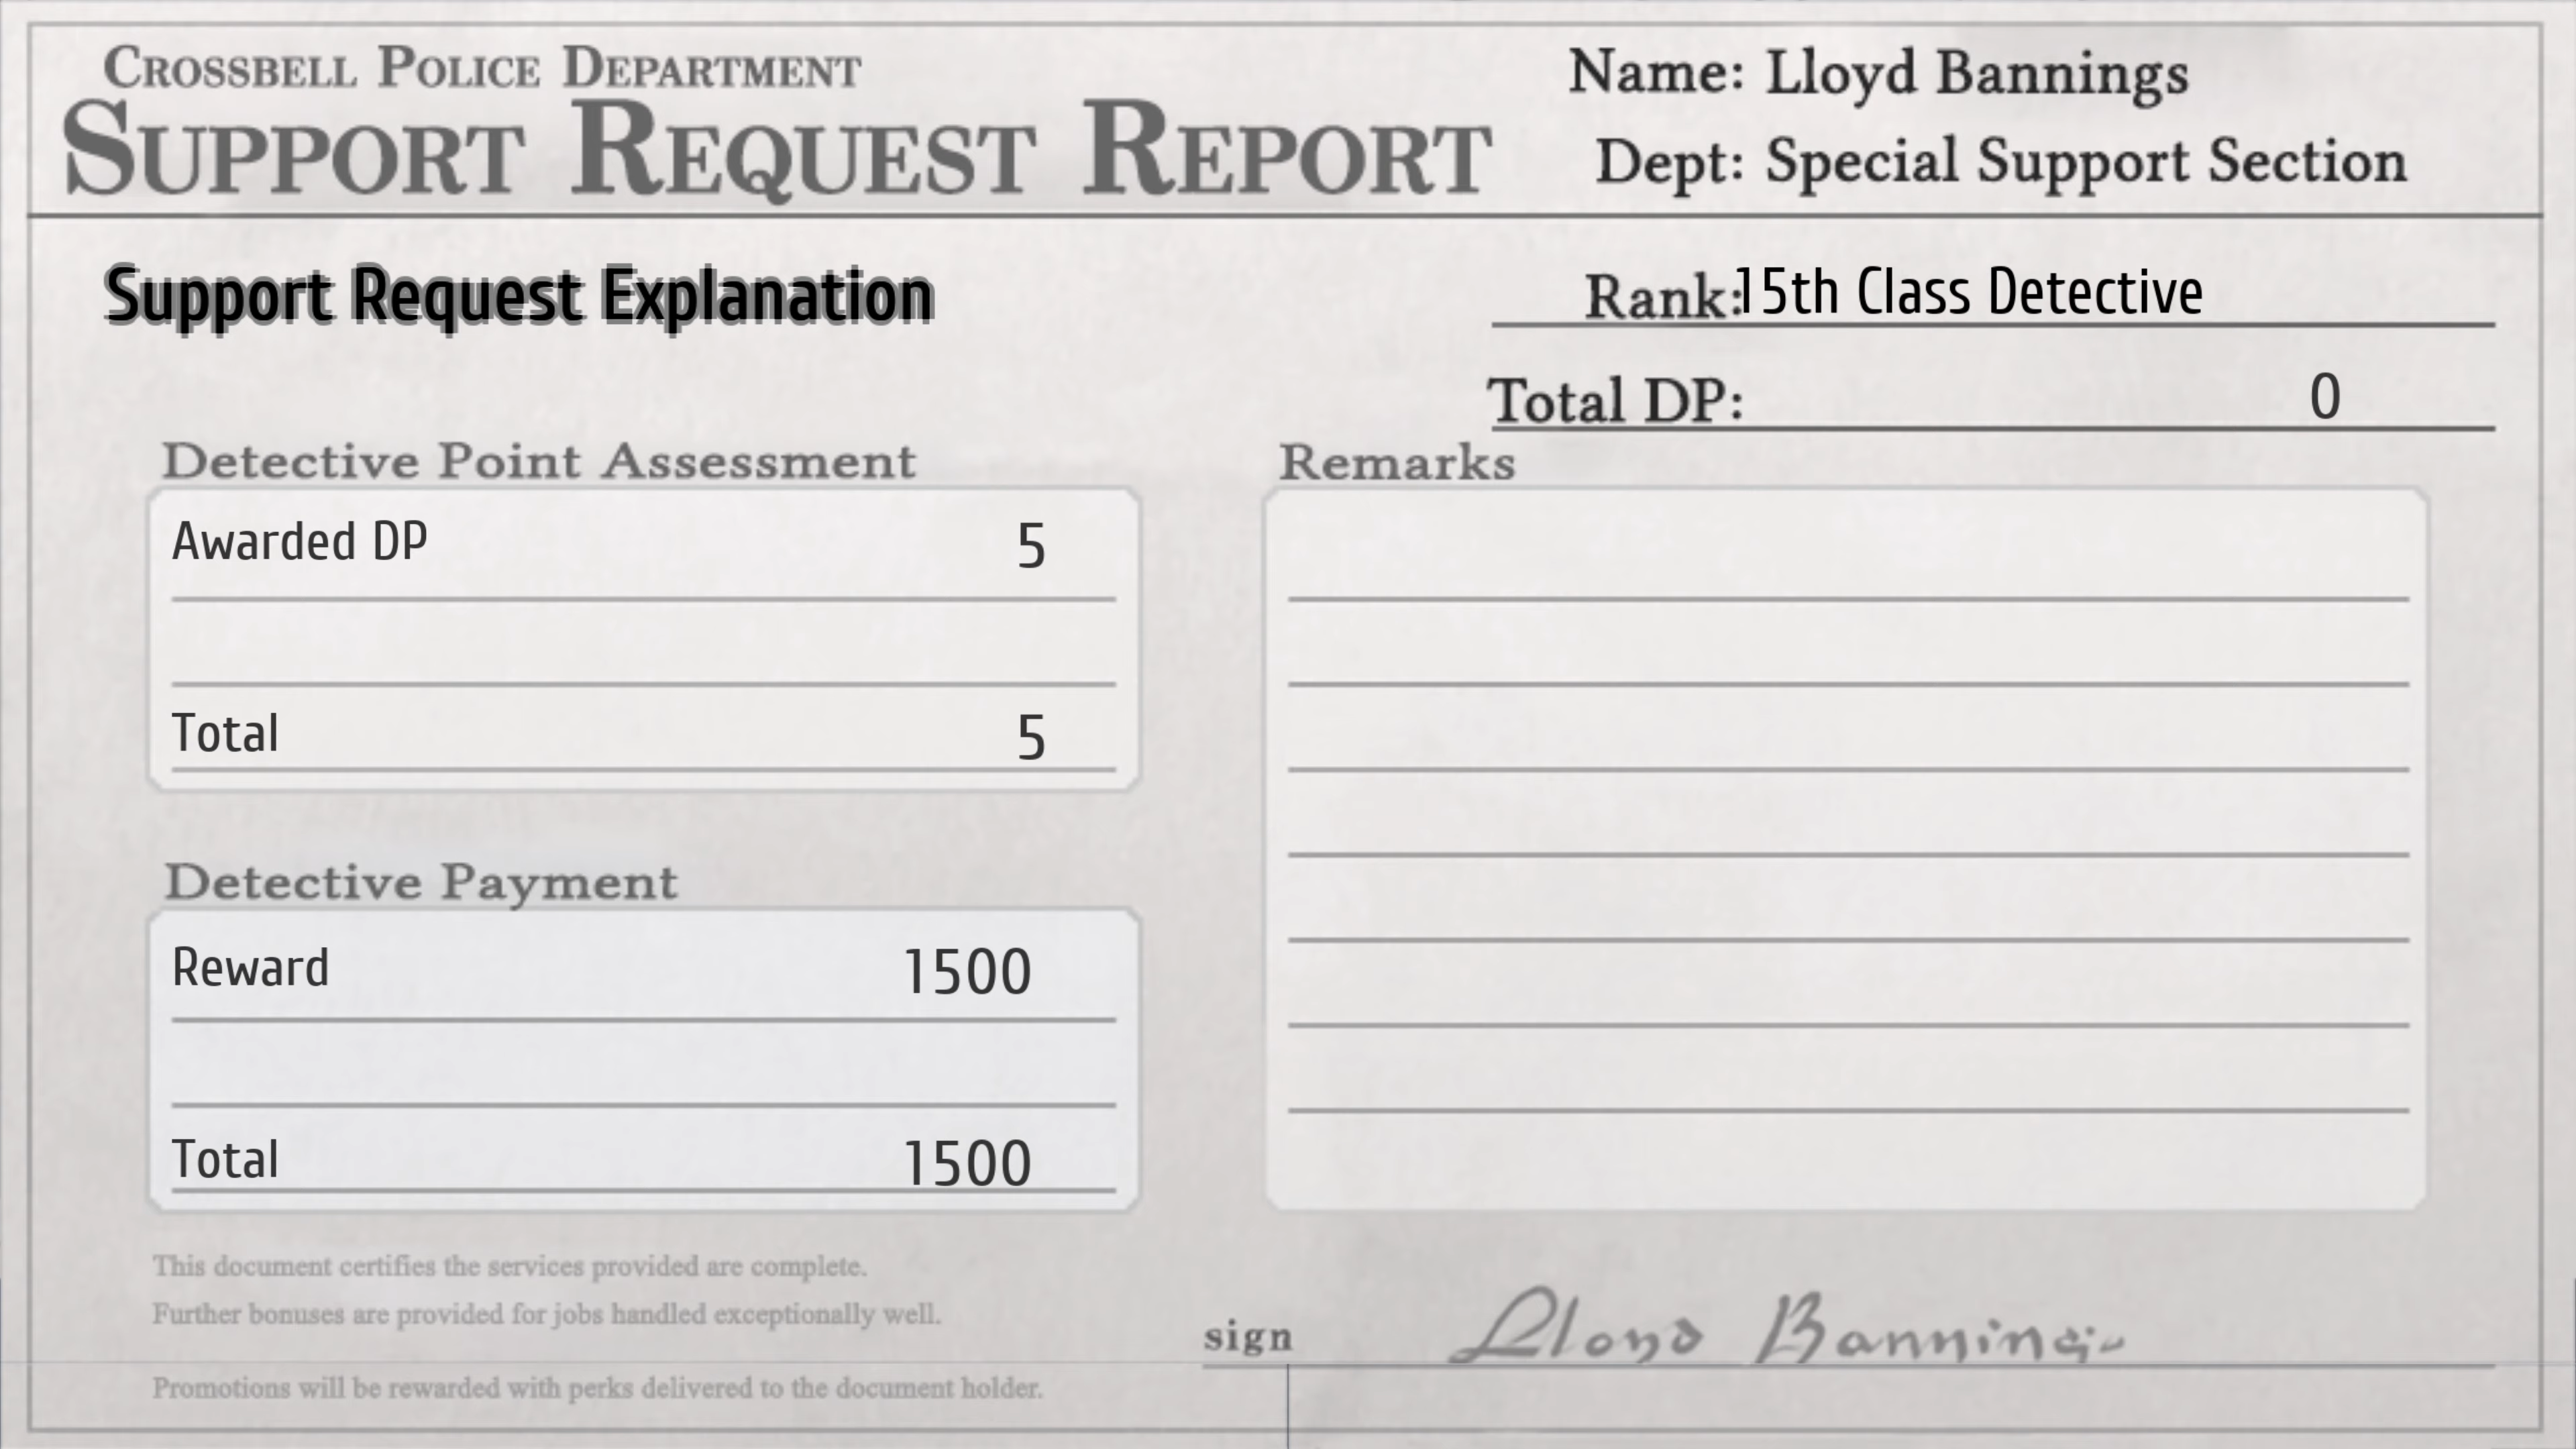 CROSSBELL POLICE DEPARTMENT
SUPPORT REQUEST REPORT
Name: Lloyd Bannings
Dept: Special Support Section
Support Request Explanation
Rank: 15th Class Detective
Total DP: 0
Detective Point Assessment
Awarded DP 5
Total 5
Detective Payment
Reward 1500
Total 1500
Remarks
This document certifies the services provided are complete.
Further bonuses are provided for jobs handled exceptionally well.
Promotions will be rewarded with perks delivered to the document holder.
sign Lloyd Bannings